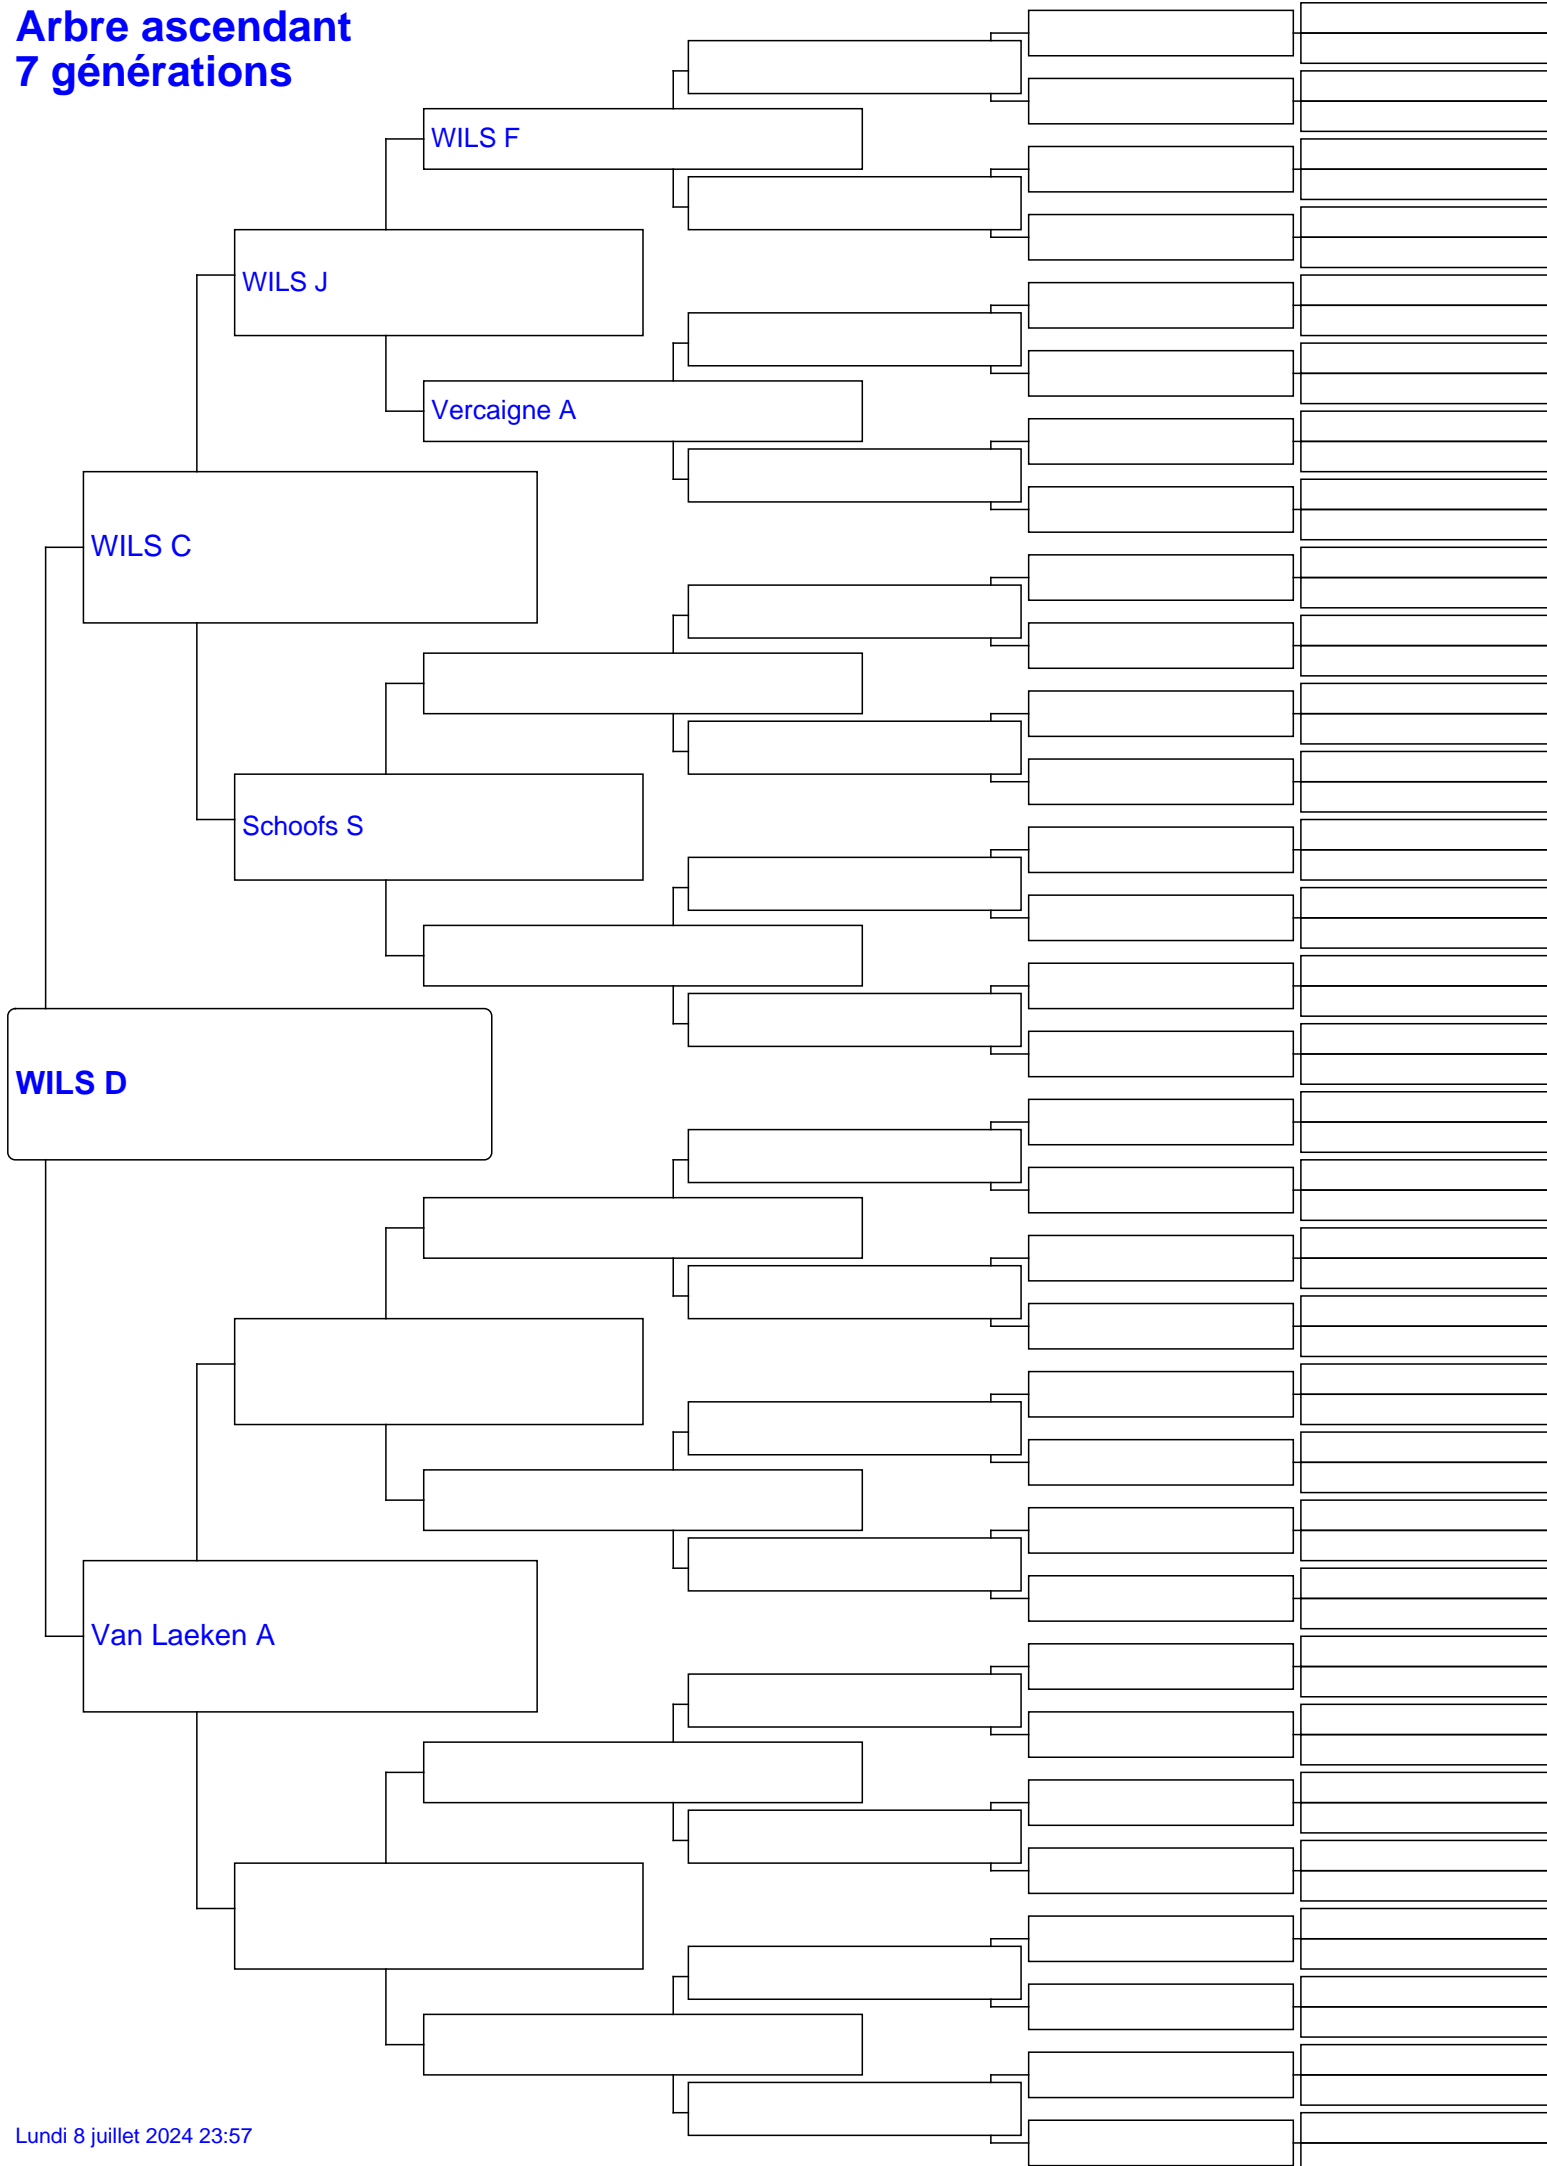 Arbre ascendant
7 générations
WILS F
WILS J
Vercaigne A
WILS C
Schoofs S
WILS D
Van Laeken A
Lundi 8 juillet 2024 23:57